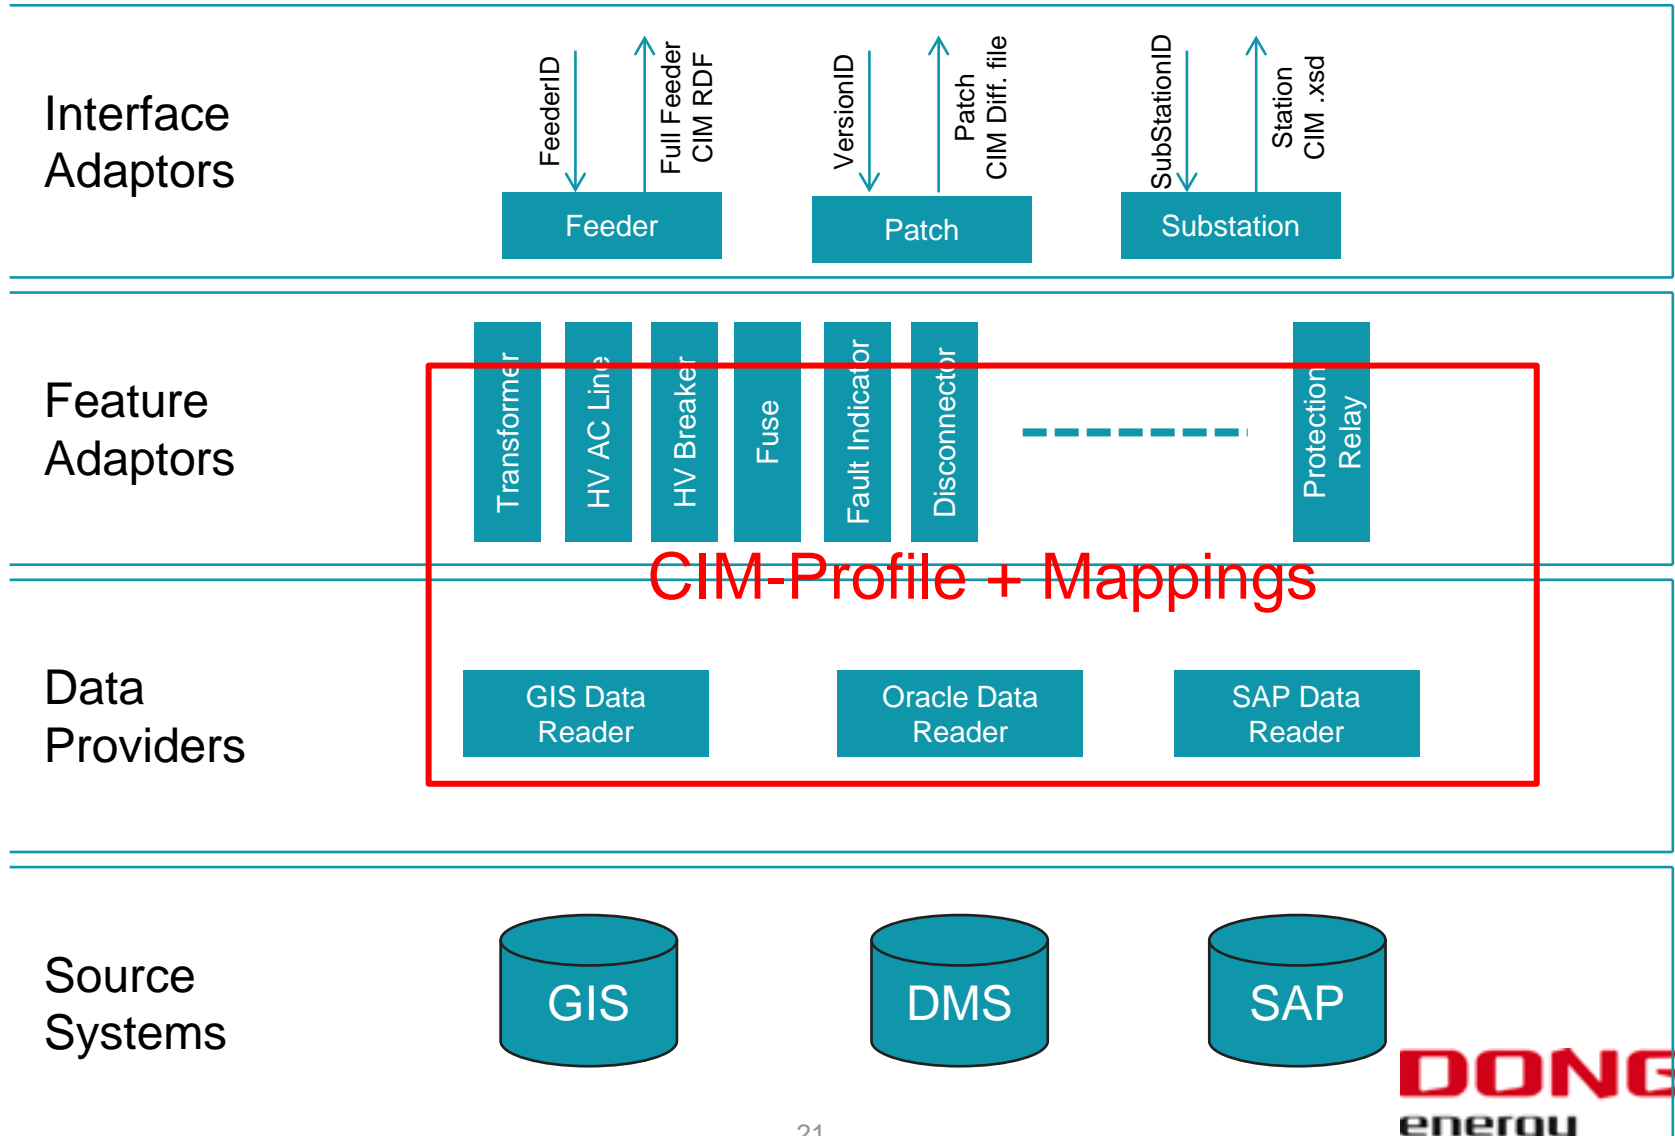 Interface
Adaptors
FeederID
Full Feeder
CIM RDF
VersionID
Patch
CIM Diff. file
SubStationID
Station
CIM .xsd
Feeder
Patch
Substation
Feature
Adaptors
Transformer
HV AC Line
HV Breaker
Fuse
Fault Indicator
Disconnector
Protection
Relay
CIM-Profile + Mappings
Data
Providers
GIS Data
Reader
Oracle Data
Reader
SAP Data
Reader
Source
Systems
GIS
DMS
SAP
DONG
energy
21